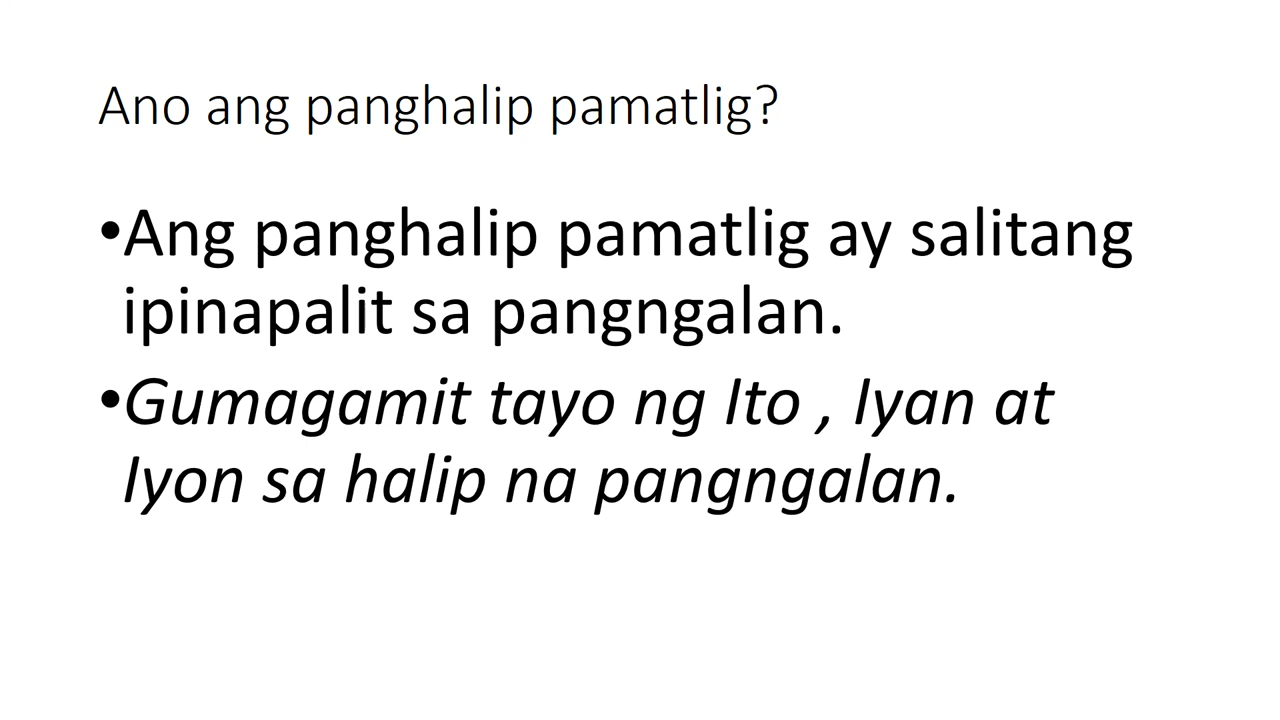 Ano ang panghalip pamatlig?
•Ang panghalip pamatlig ay salitang
ipinapalit sa pangngalan.
•Gumagamit tayo ng Ito , Iyan at
Iyon sa halip na pangngalan.